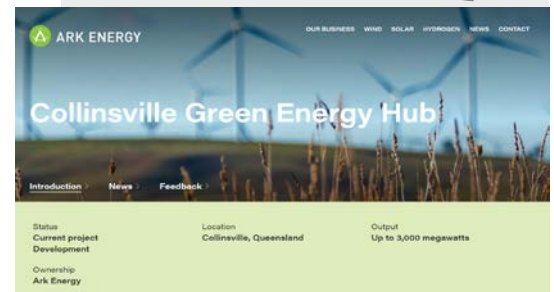 ARK ENERGY
OUR BUSINESS WIND SOLAR HYDROGEN NEWS CONTACT
Collinsville Green Energy Hub
Introduction News Feedback
Status Location Output
Current project Development Collinsville, Queensland Up to 3,000 megawatts
Ownership
Ark Energy